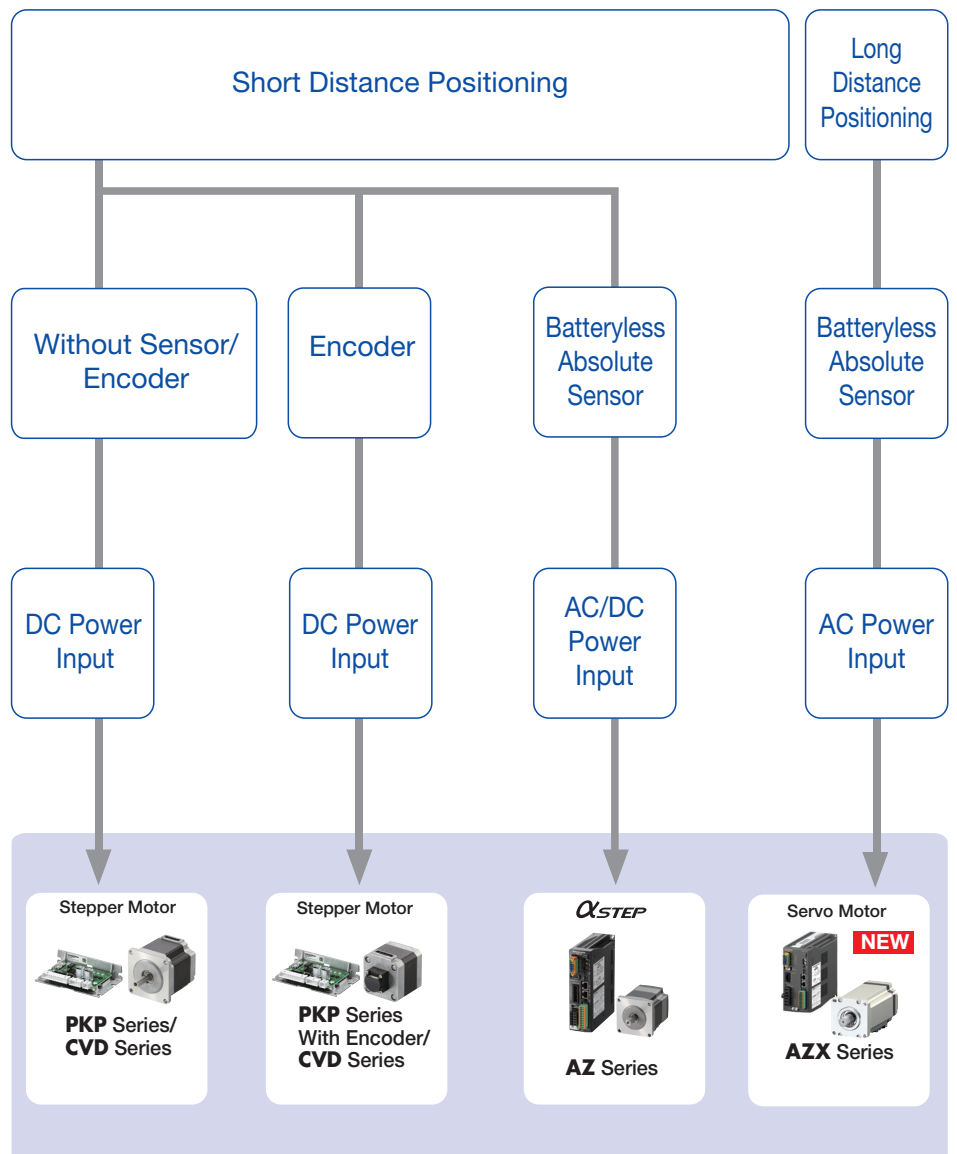 Short Distance Positioning
Long
Distance
Positioning
Without Sensor/
Encoder
Encoder
Batteryless
Absolute
Sensor
Batteryless
Absolute
Sensor
DC Power
Input
DC Power
Input
AC/DC
Power
Input
AC Power
Input
Stepper Motor
PKP Series/
CVD Series
Stepper Motor
PKP Series
With Encoder/
CVD Series
αSTEP
AZ Series
Servo Motor
NEW
AZX Series